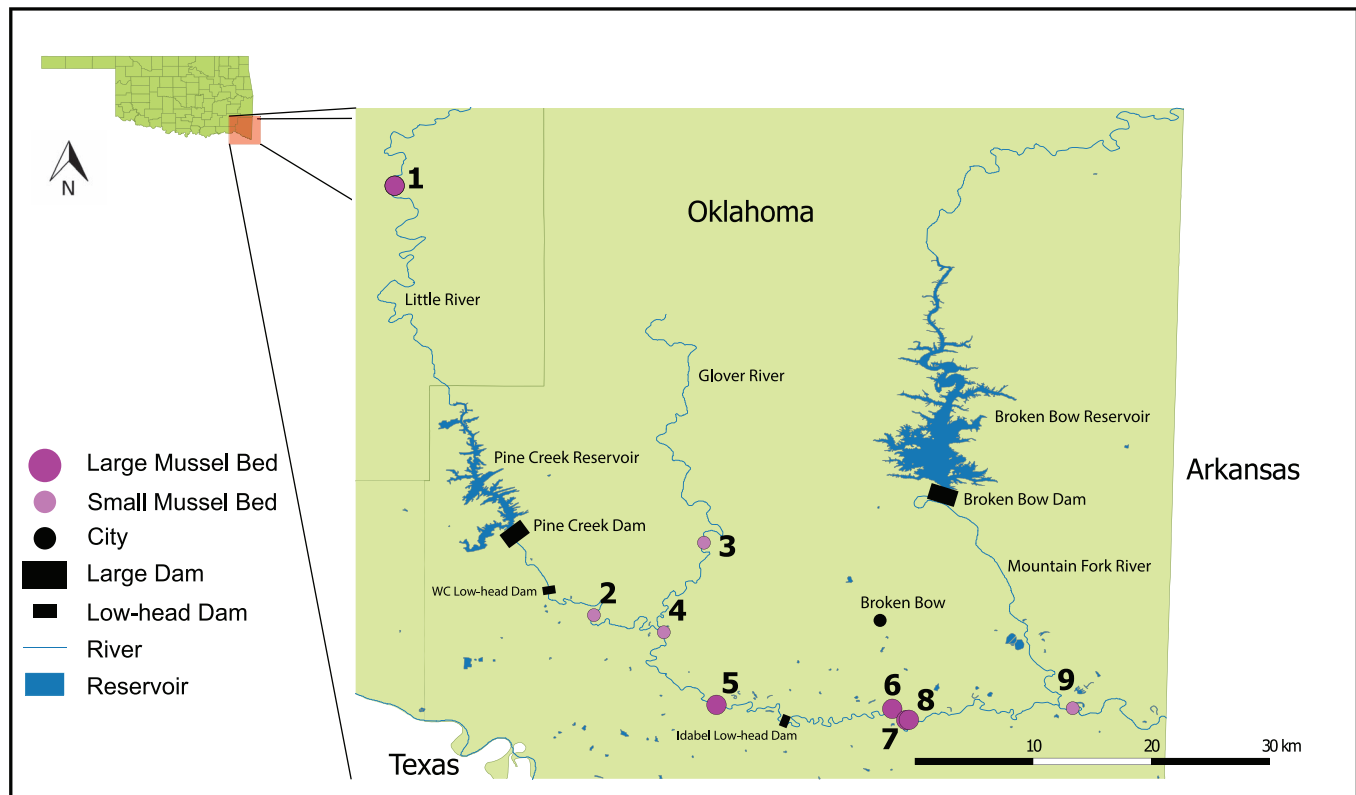 N
1
Oklahoma
Little River
Glover River
Broken Bow Reservoir
Arkansas
Pine Creek Reservoir
Broken Bow Dam
Pine Creek Dam
3
Mountain Fork River
WC Low-head Dam
2
4
Broken Bow
5
6
8
9
7
Idabel Low-head Dam
Texas
10
20
30 km
Large Mussel Bed
Small Mussel Bed
City
Large Dam
Low-head Dam
River
Reservoir